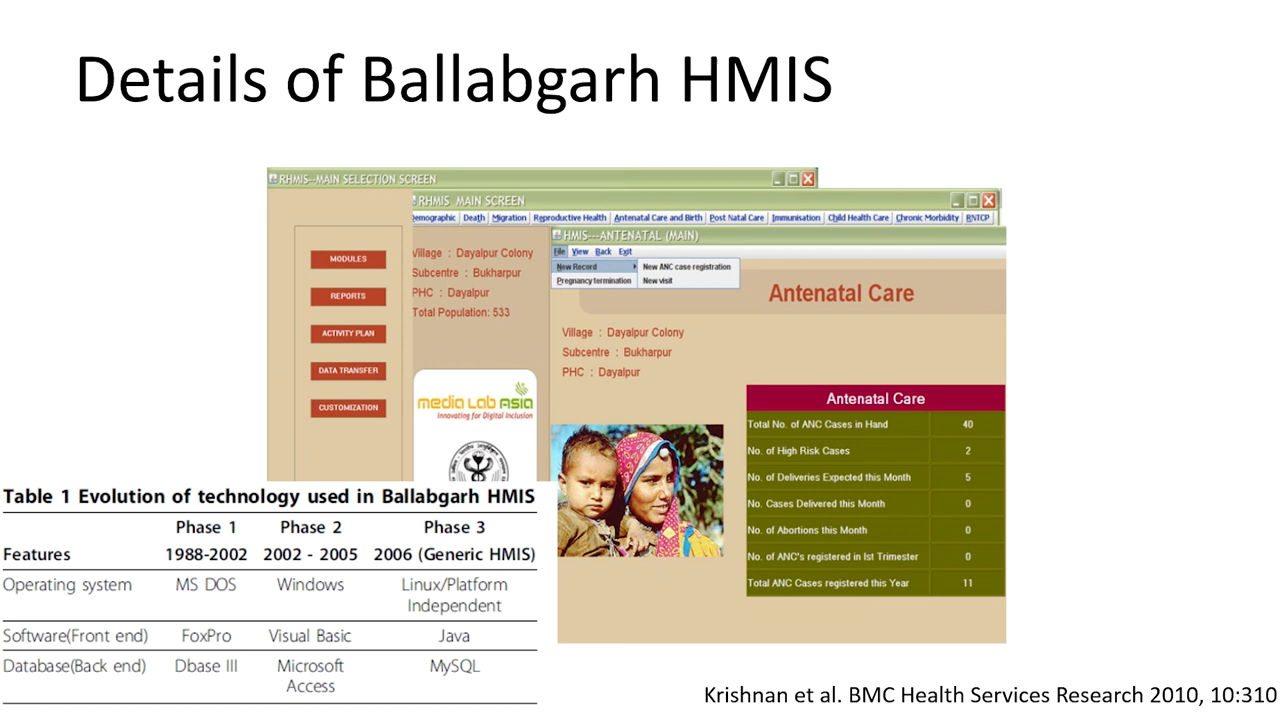 Details of Ballabgarh HMIS
RHMIS--MAIN SELECTION SCREEN
MODULES
REPORTS
ACTIVITY PLAN
DATA TRANSFER
CUSTOMIZATION
RHMIS MAIN SCREEN
emographic Death Migration Reproductive Health Antenatal Care and Birth Post Natal Care Immunisation Child Health Care Chronic Morbidity RNTCP
Village : Dayalpur Colony
Subcentre : Bukharpur
PHC : Dayalpur
Total Population: 533
media Lab Asia
Innovating for Digital Inclusion
HMIS---ANTENATAL (MAIN)
File View Back Exit
New Record New ANC case registration
Pregnancy termination New visit
Antenatal Care
Village : Dayalpur Colony
Subcentre : Bukharpur
PHC : Dayalpur
Antenatal Care
Total No. of ANC Cases in Hand 40
No. of High Risk Cases 2
No. of Deliveries Expected this Month 5
No. Cases Delivered this Month 0
No. of Abortions this Month 0
No. of ANC's registered in Ist Trimester 0
Total ANC Cases registered this Year 11
Table 1 Evolution of technology used in Ballabgarh HMIS
Phase 1 Phase 2 Phase 3
Features 1988-2002 2002 - 2005 2006 (Generic HMIS)
Operating system MS DOS Windows Linux/Platform
Independent
Software(Front end) FoxPro Visual Basic Java
Database(Back end) Dbase III Microsoft MySQL
Access
Krishnan et al. BMC Health Services Research 2010, 10:310